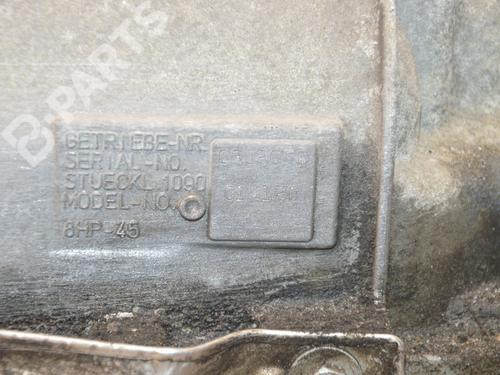 B-PARTS
GETRIEBE-NR.
SERIAL-NO.
STUECKL.1090
MODEL-NO.
8HP-45